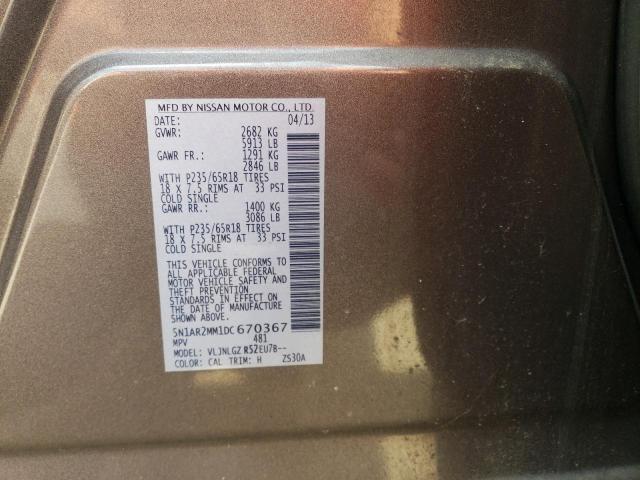 MFD BY NISSAN MOTOR CO., LTD
DATE: 04/13
GVWR: 2682 KG
5913 LB
GAWR FR.: 1291 KG
2846 LB
WITH P235/65R18 TIRES
18 X 7.5 RIMS AT 33 PSI
COLD SINGLE
GAWR RR.: 1400 KG
3086 LB
WITH P235/65R18 TIRES
18 X 7.5 RIMS AT 33 PSI
COLD SINGLE
THIS VEHICLE CONFORMS TO
ALL APPLICABLE FEDERAL
MOTOR VEHICLE SAFETY AND
THEFT PREVENTION
STANDARDS IN EFFECT ON
THE DATE OF MANUFACTURE
SHOWN ABOVE.
5N1AR2MM1DC670367
MPV 481
MODEL: VLJNLGZ R52EU7B--
COLOR: CAL TRIM: H ZS30A